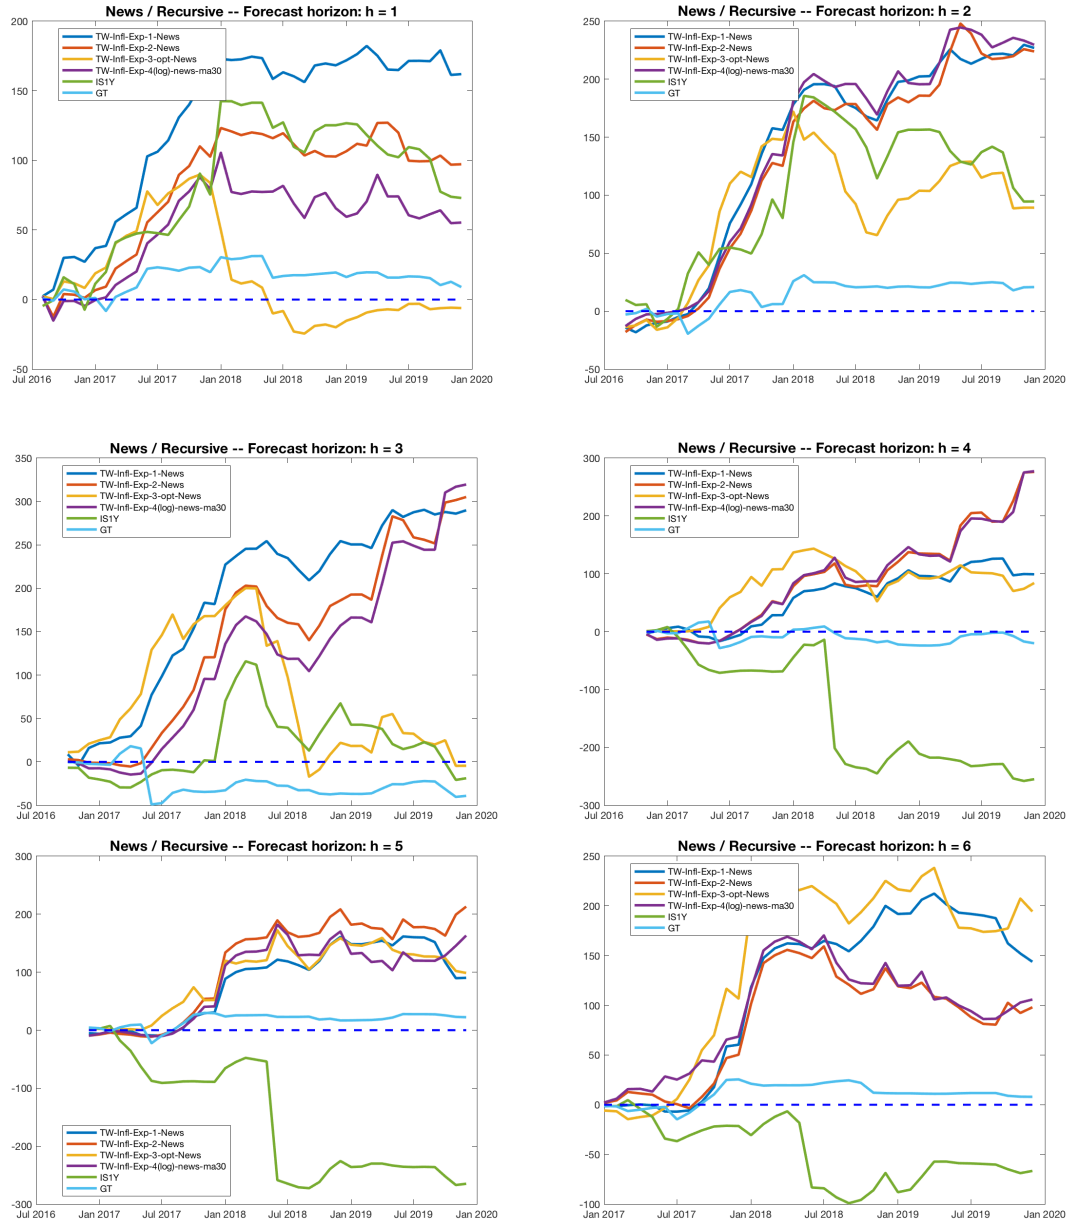 News / Recursive -- Forecast horizon: h = 1
200
150
100
50
0
-50
TW-Infl-Exp-1-News
TW-Infl-Exp-2-News
TW-Infl-Exp-3-opt-News
TW-Infl-Exp-4(log)-news-ma30
IS1Y
GT
Jul 2016 Jan 2017 Jul 2017 Jan 2018 Jul 2018 Jan 2019 Jul 2019 Jan 2020
News / Recursive -- Forecast horizon: h = 2
250
200
150
100
50
0
-50
TW-Infl-Exp-1-News
TW-Infl-Exp-2-News
TW-Infl-Exp-3-opt-News
TW-Infl-Exp-4(log)-news-ma30
IS1Y
GT
Jul 2016 Jan 2017 Jul 2017 Jan 2018 Jul 2018 Jan 2019 Jul 2019 Jan 2020
News / Recursive -- Forecast horizon: h = 3
350
300
250
200
150
100
50
0
-50
TW-Infl-Exp-1-News
TW-Infl-Exp-2-News
TW-Infl-Exp-3-opt-News
TW-Infl-Exp-4(log)-news-ma30
IS1Y
GT
Jul 2016 Jan 2017 Jul 2017 Jan 2018 Jul 2018 Jan 2019 Jul 2019 Jan 2020
News / Recursive -- Forecast horizon: h = 4
300
200
100
0
-100
-200
-300
TW-Infl-Exp-1-News
TW-Infl-Exp-2-News
TW-Infl-Exp-3-opt-News
TW-Infl-Exp-4(log)-news-ma30
IS1Y
GT
Jul 2016 Jan 2017 Jul 2017 Jan 2018 Jul 2018 Jan 2019 Jul 2019 Jan 2020
News / Recursive -- Forecast horizon: h = 5
300
200
100
0
-100
-200
-300
TW-Infl-Exp-1-News
TW-Infl-Exp-2-News
TW-Infl-Exp-3-opt-News
TW-Infl-Exp-4(log)-news-ma30
IS1Y
GT
Jul 2016 Jan 2017 Jul 2017 Jan 2018 Jul 2018 Jan 2019 Jul 2019 Jan 2020
News / Recursive -- Forecast horizon: h = 6
250
200
150
100
50
0
-50
-100
TW-Infl-Exp-1-News
TW-Infl-Exp-2-News
TW-Infl-Exp-3-opt-News
TW-Infl-Exp-4(log)-news-ma30
IS1Y
GT
Jan 2017 Jul 2017 Jan 2018 Jul 2018 Jan 2019 Jul 2019 Jan 2020